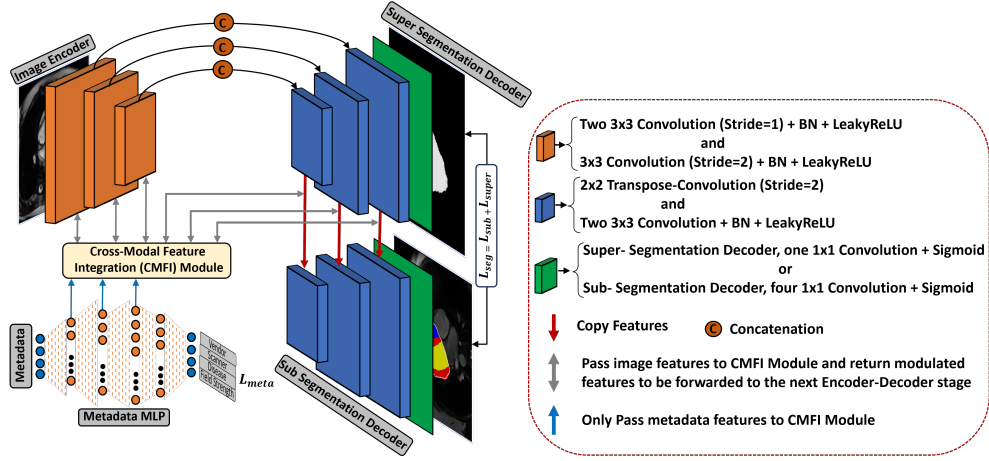 Image Encoder
C
C
C
Super Segmentation Decoder
L_seg = L_sub + L_super
Cross-Modal Feature
Integration (CMFI) Module
Metadata
Metadata MLP
Vendor
Scanner
Disease
Field Strength
L_meta
Sub Segmentation Decoder
Two 3x3 Convolution (Stride=1) + BN + LeakyReLU
and
3x3 Convolution (Stride=2) + BN + LeakyReLU
2x2 Transpose-Convolution (Stride=2)
and
Two 3x3 Convolution + BN + LeakyReLU
Super- Segmentation Decoder, one 1x1 Convolution + Sigmoid
or
Sub- Segmentation Decoder, four 1x1 Convolution + Sigmoid
Copy Features
C Concatenation
Pass image features to CMFI Module and return modulated
features to be forwarded to the next Encoder-Decoder stage
Only Pass metadata features to CMFI Module